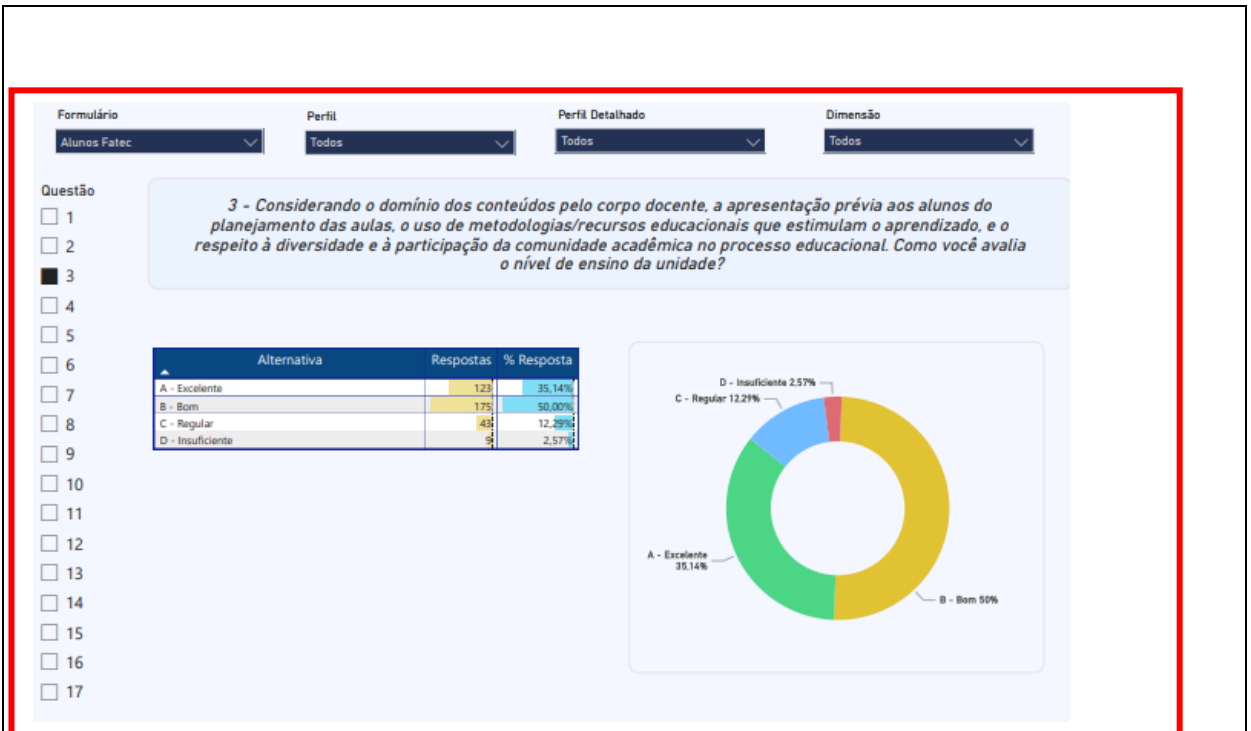 Formulário Perfil Perfil Detalhado Dimensão
Alunos Fatec Todos Todos Todos
Questão
1
2
3
4
5
6
7
8
9
10
11
12
13
14
15
16
17
3 - Considerando o domínio dos conteúdos pelo corpo docente, a apresentação prévia aos alunos do
planejamento das aulas, o uso de metodologias/recursos educacionais que estimulam o aprendizado, e o
respeito à diversidade e à participação da comunidade acadêmica no processo educacional. Como você avalia
o nível de ensino da unidade?
Alternativa Respostas % Resposta
A - Excelente 123 35,14%
B - Bom 175 50,00%
C - Regular 43 12,29%
D - Insuficiente 9 2,57%
D - Insuficiente 2,57%
C - Regular 12,29%
A - Excelente
35,14%
B - Bom 50%